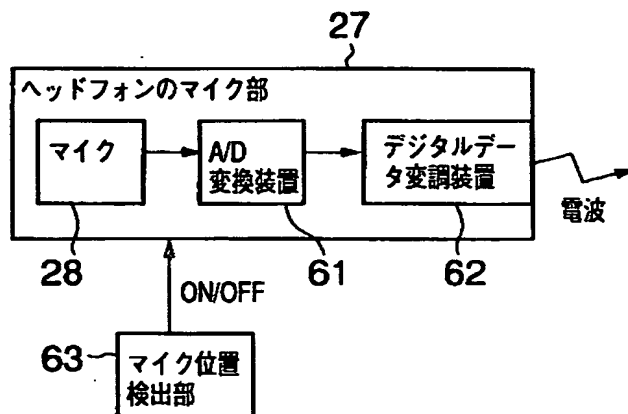 27
ヘッドフォンのマイク部
マイク
A/D
変換装置
デジタルデー
タ変調装置
電波
28
61
62
ON/OFF
63
マイク位置
検出部